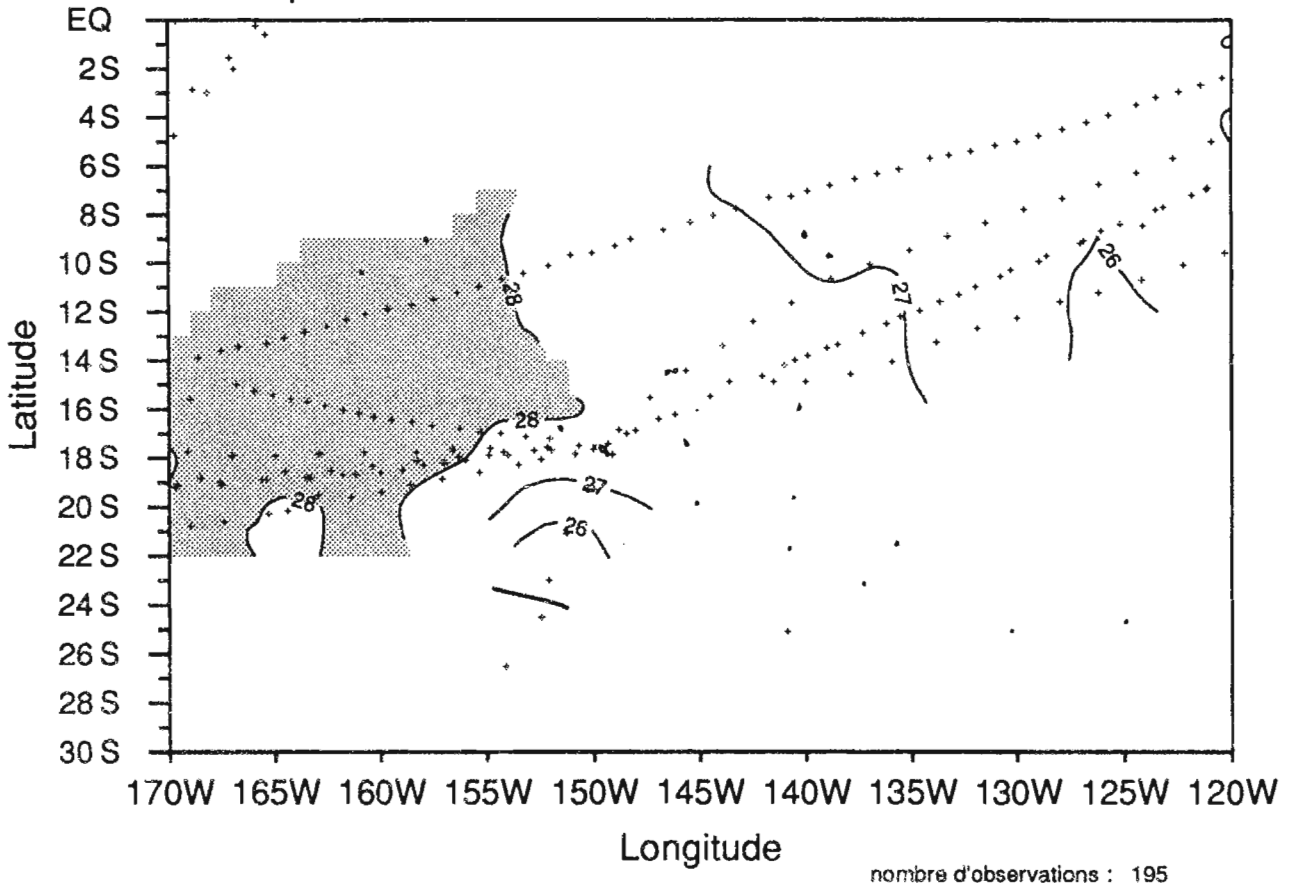 EQ
2S
4S
6S
8S
10S
12S
14S
16S
18S
20S
22S
24S
26S
28S
30S
Latitude
28
28
28
27
26
27
26
170W 165W 160W 155W 150W 145W 140W 135W 130W 125W 120W
Longitude
nombre d'observations : 195